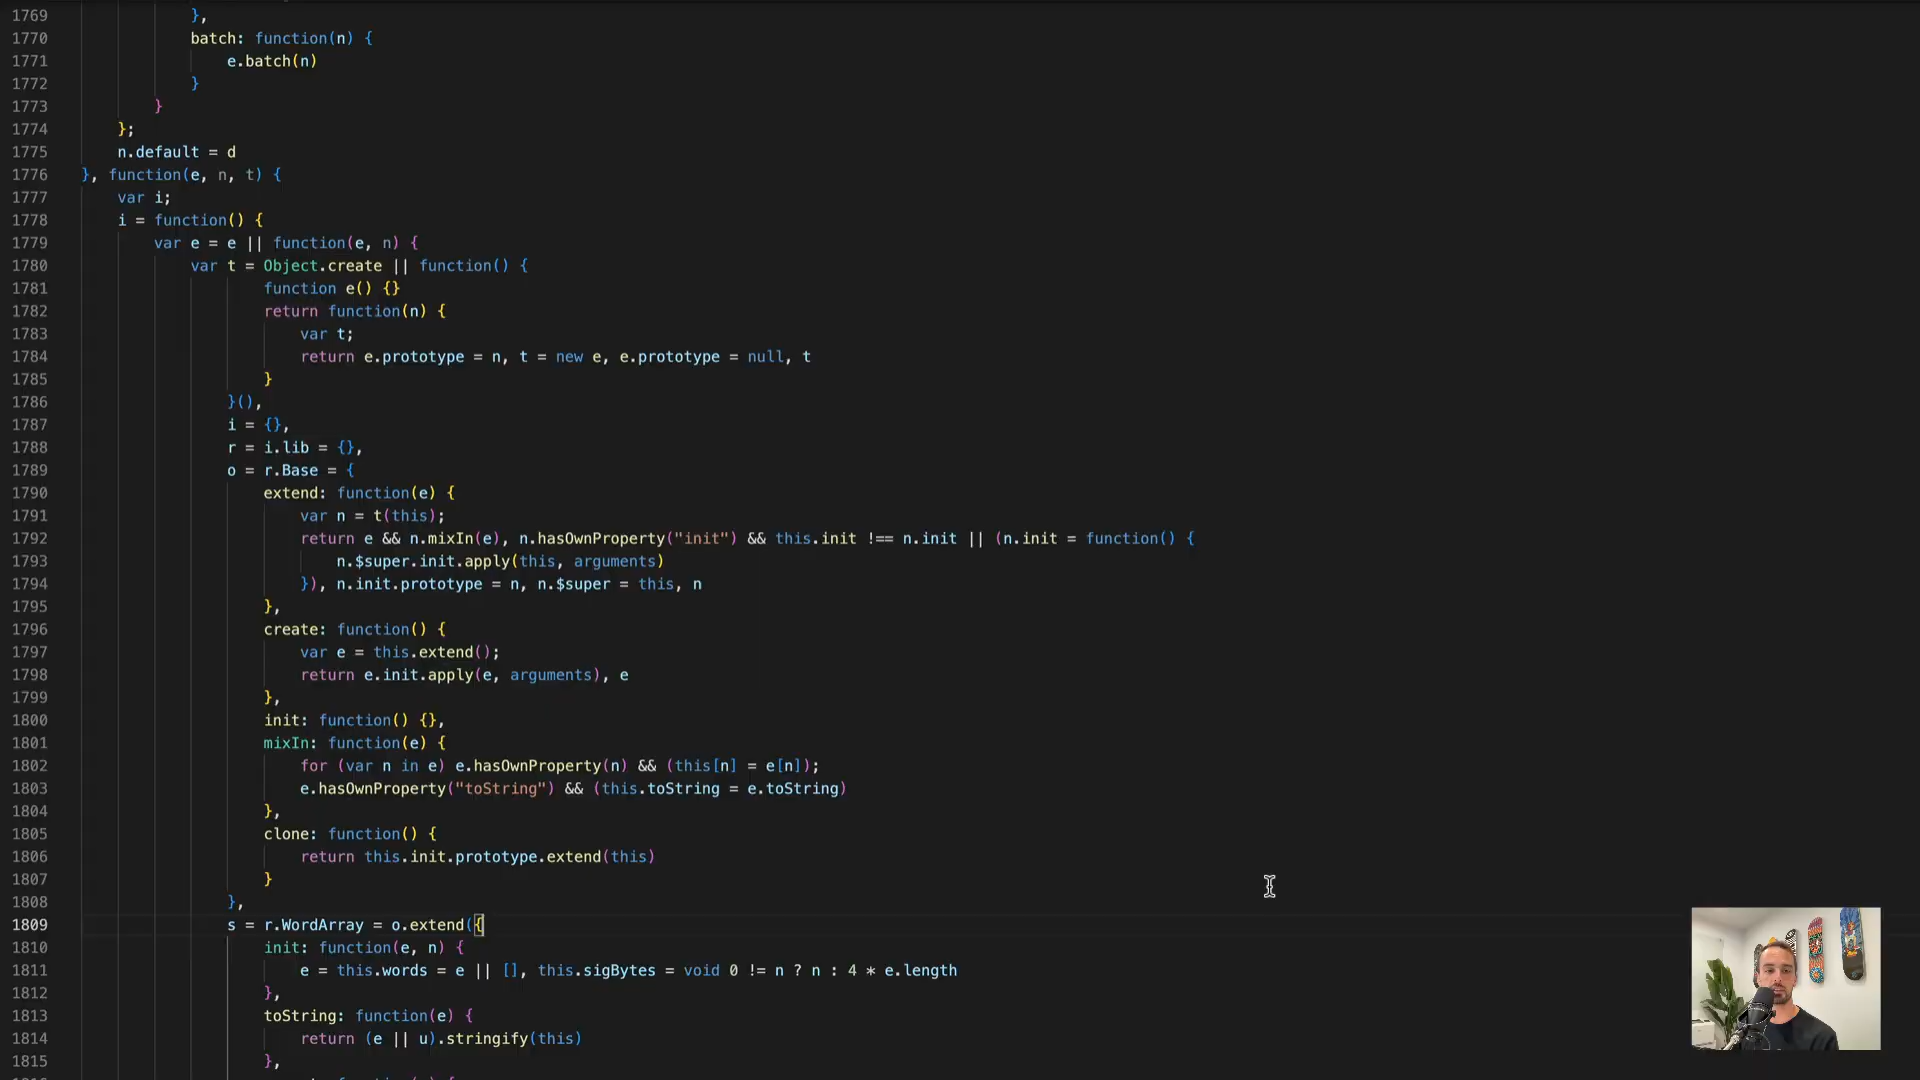 1769 },
1770 batch: function(n) {
1771 e.batch(n)
1772 }
1773 }
1774 };
1775 n.default = d
1776 }, function(e, n, t) {
1777 var i;
1778 i = function() {
1779 var e = e || function(e, n) {
1780 var t = Object.create || function() {
1781 function e() {}
1782 return function(n) {
1783 var t;
1784 return e.prototype = n, t = new e, e.prototype = null, t
1785 }
1786 }(),
1787 i = {},
1788 r = i.lib = {},
1789 o = r.Base = {
1790 extend: function(e) {
1791 var n = t(this);
1792 return e && n.mixIn(e), n.hasOwnProperty("init") && this.init !== n.init || (n.init = function() {
1793 n.$super.init.apply(this, arguments)
1794 }), n.init.prototype = n, n.$super = this, n
1795 },
1796 create: function() {
1797 var e = this.extend();
1798 return e.init.apply(e, arguments), e
1799 },
1800 init: function() {},
1801 mixIn: function(e) {
1802 for (var n in e) e.hasOwnProperty(n) && (this[n] = e[n]);
1803 e.hasOwnProperty("toString") && (this.toString = e.toString)
1804 },
1805 clone: function() {
1806 return this.init.prototype.extend(this)
1807 }
1808 },
1809 s = r.WordArray = o.extend({
1810 init: function(e, n) {
1811 e = this.words = e || [], this.sigBytes = void 0 != n ? n : 4 * e.length
1812 },
1813 toString: function(e) {
1814 return (e || u).stringify(this)
1815 },